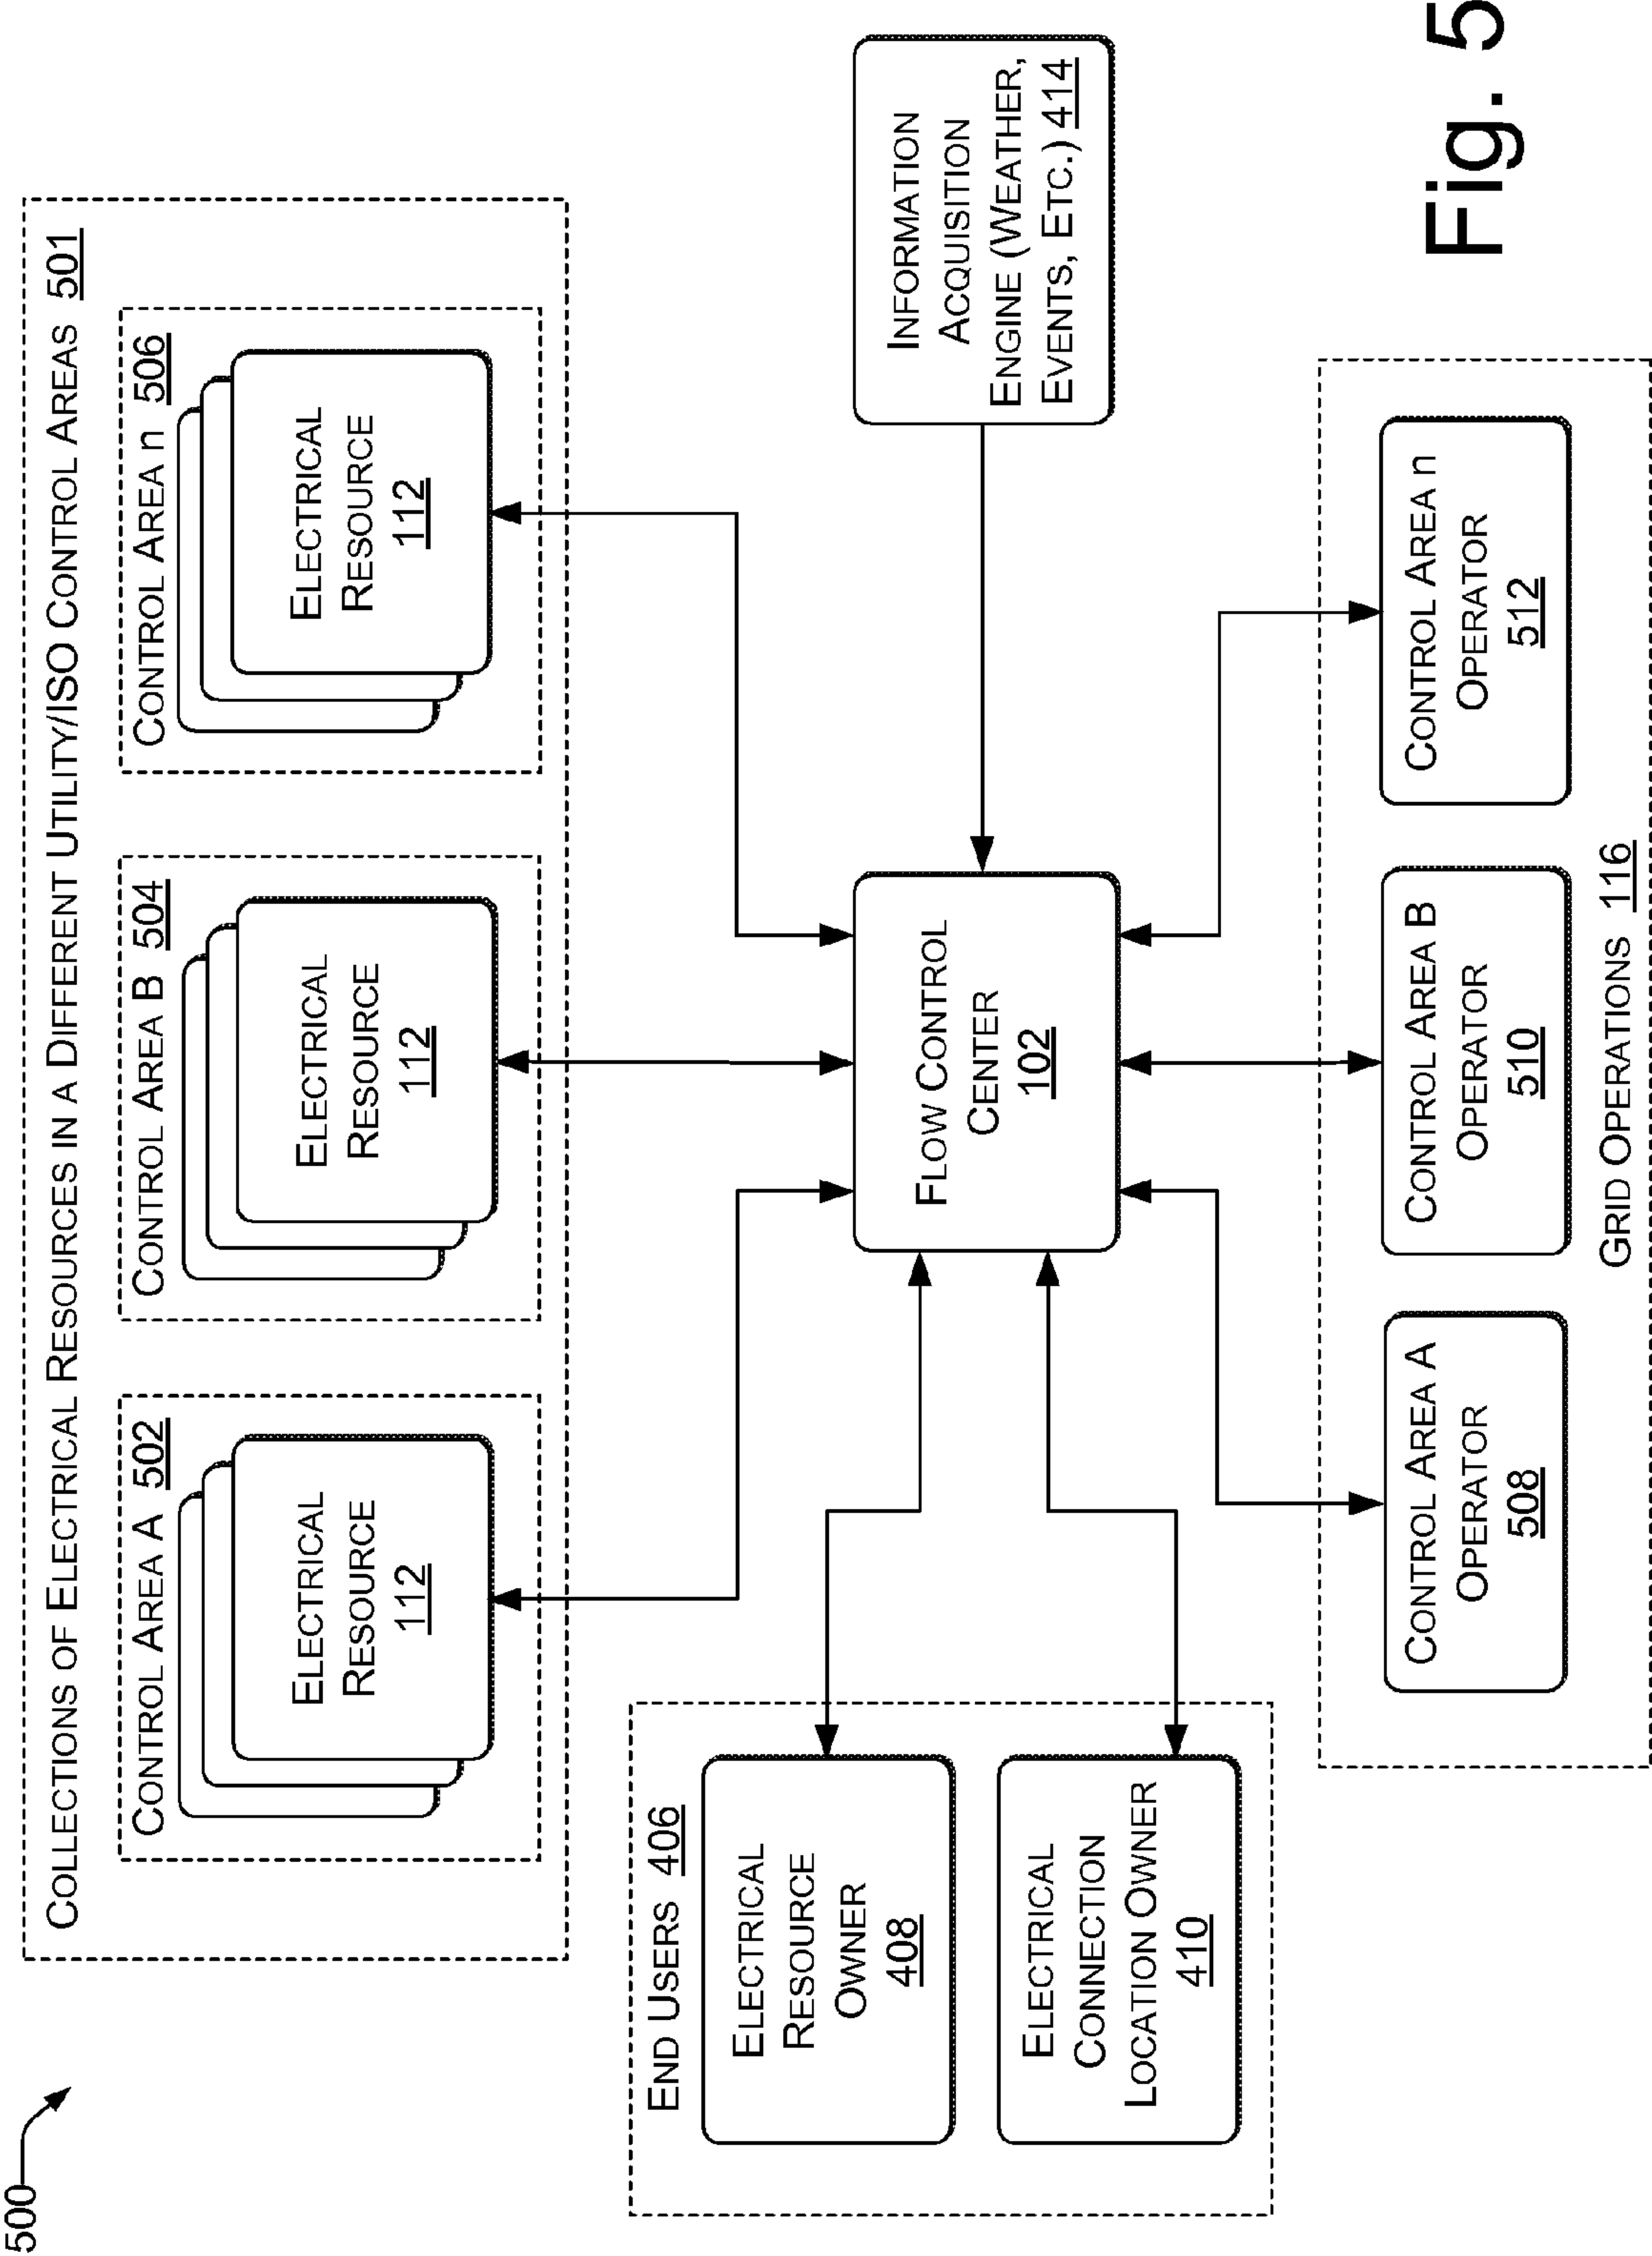 500
COLLECTIONS OF ELECTRICAL RESOURCES IN A DIFFERENT UTILITY/ISO CONTROL AREAS 501
CONTROL AREA A 502
ELECTRICAL
RESOURCE
112
CONTROL AREA B 504
ELECTRICAL
RESOURCE
112
CONTROL AREA n 506
ELECTRICAL
RESOURCE
112
END USERS 406
ELECTRICAL
RESOURCE
OWNER
408
ELECTRICAL
CONNECTION
LOCATION OWNER
410
FLOW CONTROL
CENTER
102
INFORMATION
ACQUISITION
ENGINE (WEATHER,
EVENTS, ETC.) 414
CONTROL AREA A
OPERATOR
508
CONTROL AREA B
OPERATOR
510
CONTROL AREA n
OPERATOR
512
GRID OPERATIONS 116
Fig. 5